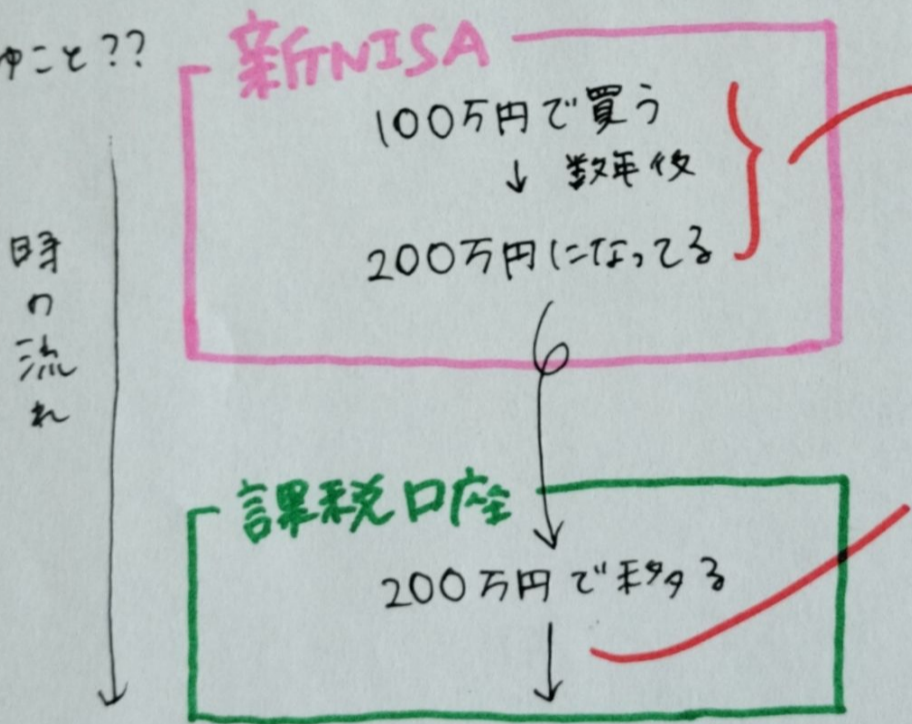 ゆこと??
新NISA
100万円で買う
↓ 数年後
200万円になってる
時の流れ
課税口座
200万円で移る
↓